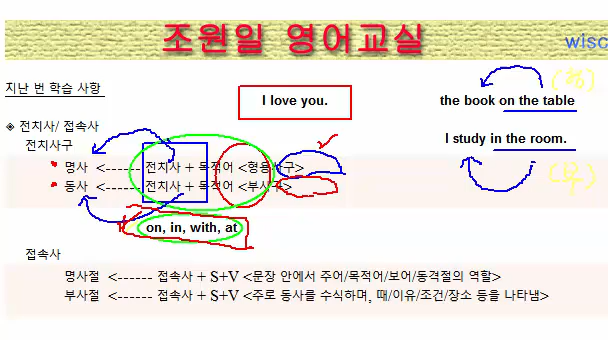 조원일 영어교실
wisc
지난 번 학습 사항
I love you.
the book on the table
◈ 전치사/ 접속사
I study in the room.
전치사구
명사 <----- 전치사 + 목적어 <형용사구>
동사 <----- 전치사 + 목적어 <부사구>
on, in, with, at
접속사
명사절 <------ 접속사 + S+V <문장 안에서 주어/목적어/보어/동격절의 역할>
부사절 <------ 접속사 + S+V <주로 동사를 수식하며, 때/이유/조건/장소 등을 나타냄>